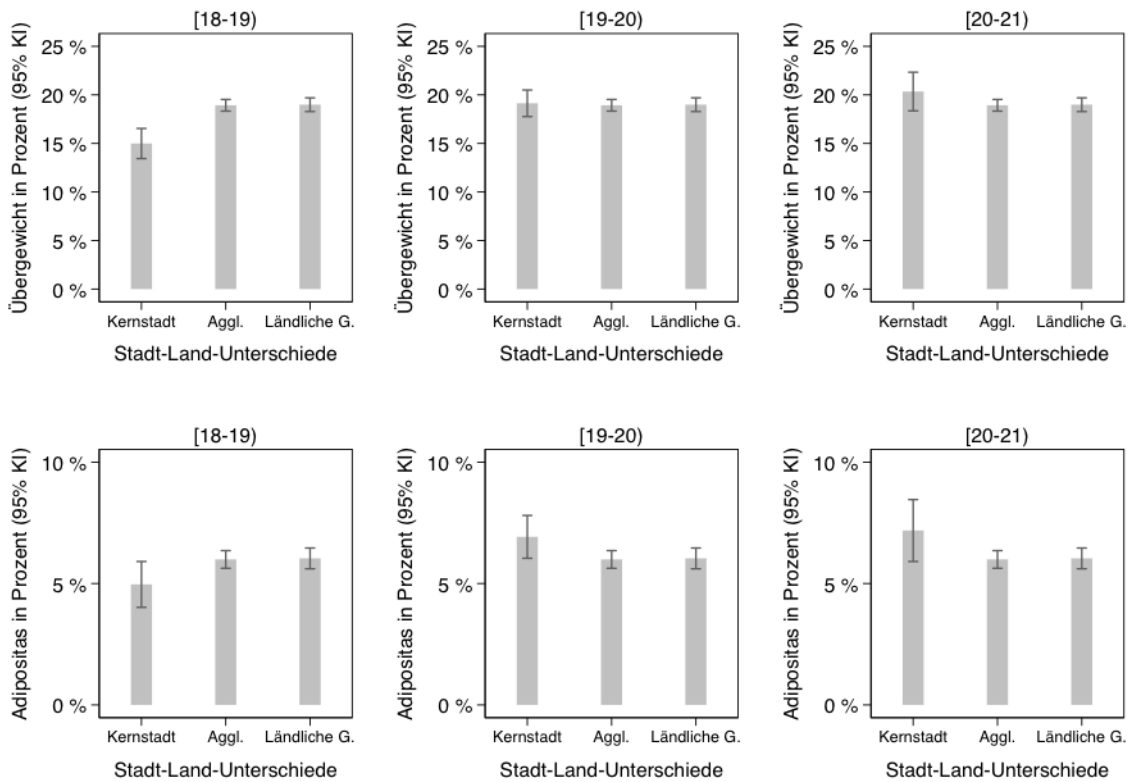 [18-19)
Übergewicht in Prozent (95% KI)
25 %
20 %
15 %
10 %
5 %
0 %
Kernstadt Aggl. Ländliche G.
Stadt-Land-Unterschiede
[19-20)
Übergewicht in Prozent (95% KI)
25 %
20 %
15 %
10 %
5 %
0 %
Kernstadt Aggl. Ländliche G.
Stadt-Land-Unterschiede
[20-21)
Übergewicht in Prozent (95% KI)
25 %
20 %
15 %
10 %
5 %
0 %
Kernstadt Aggl. Ländliche G.
Stadt-Land-Unterschiede
[18-19)
Adipositas in Prozent (95% KI)
10 %
5 %
0 %
Kernstadt Aggl. Ländliche G.
Stadt-Land-Unterschiede
[19-20)
Adipositas in Prozent (95% KI)
10 %
5 %
0 %
Kernstadt Aggl. Ländliche G.
Stadt-Land-Unterschiede
[20-21)
Adipositas in Prozent (95% KI)
10 %
5 %
0 %
Kernstadt Aggl. Ländliche G.
Stadt-Land-Unterschiede